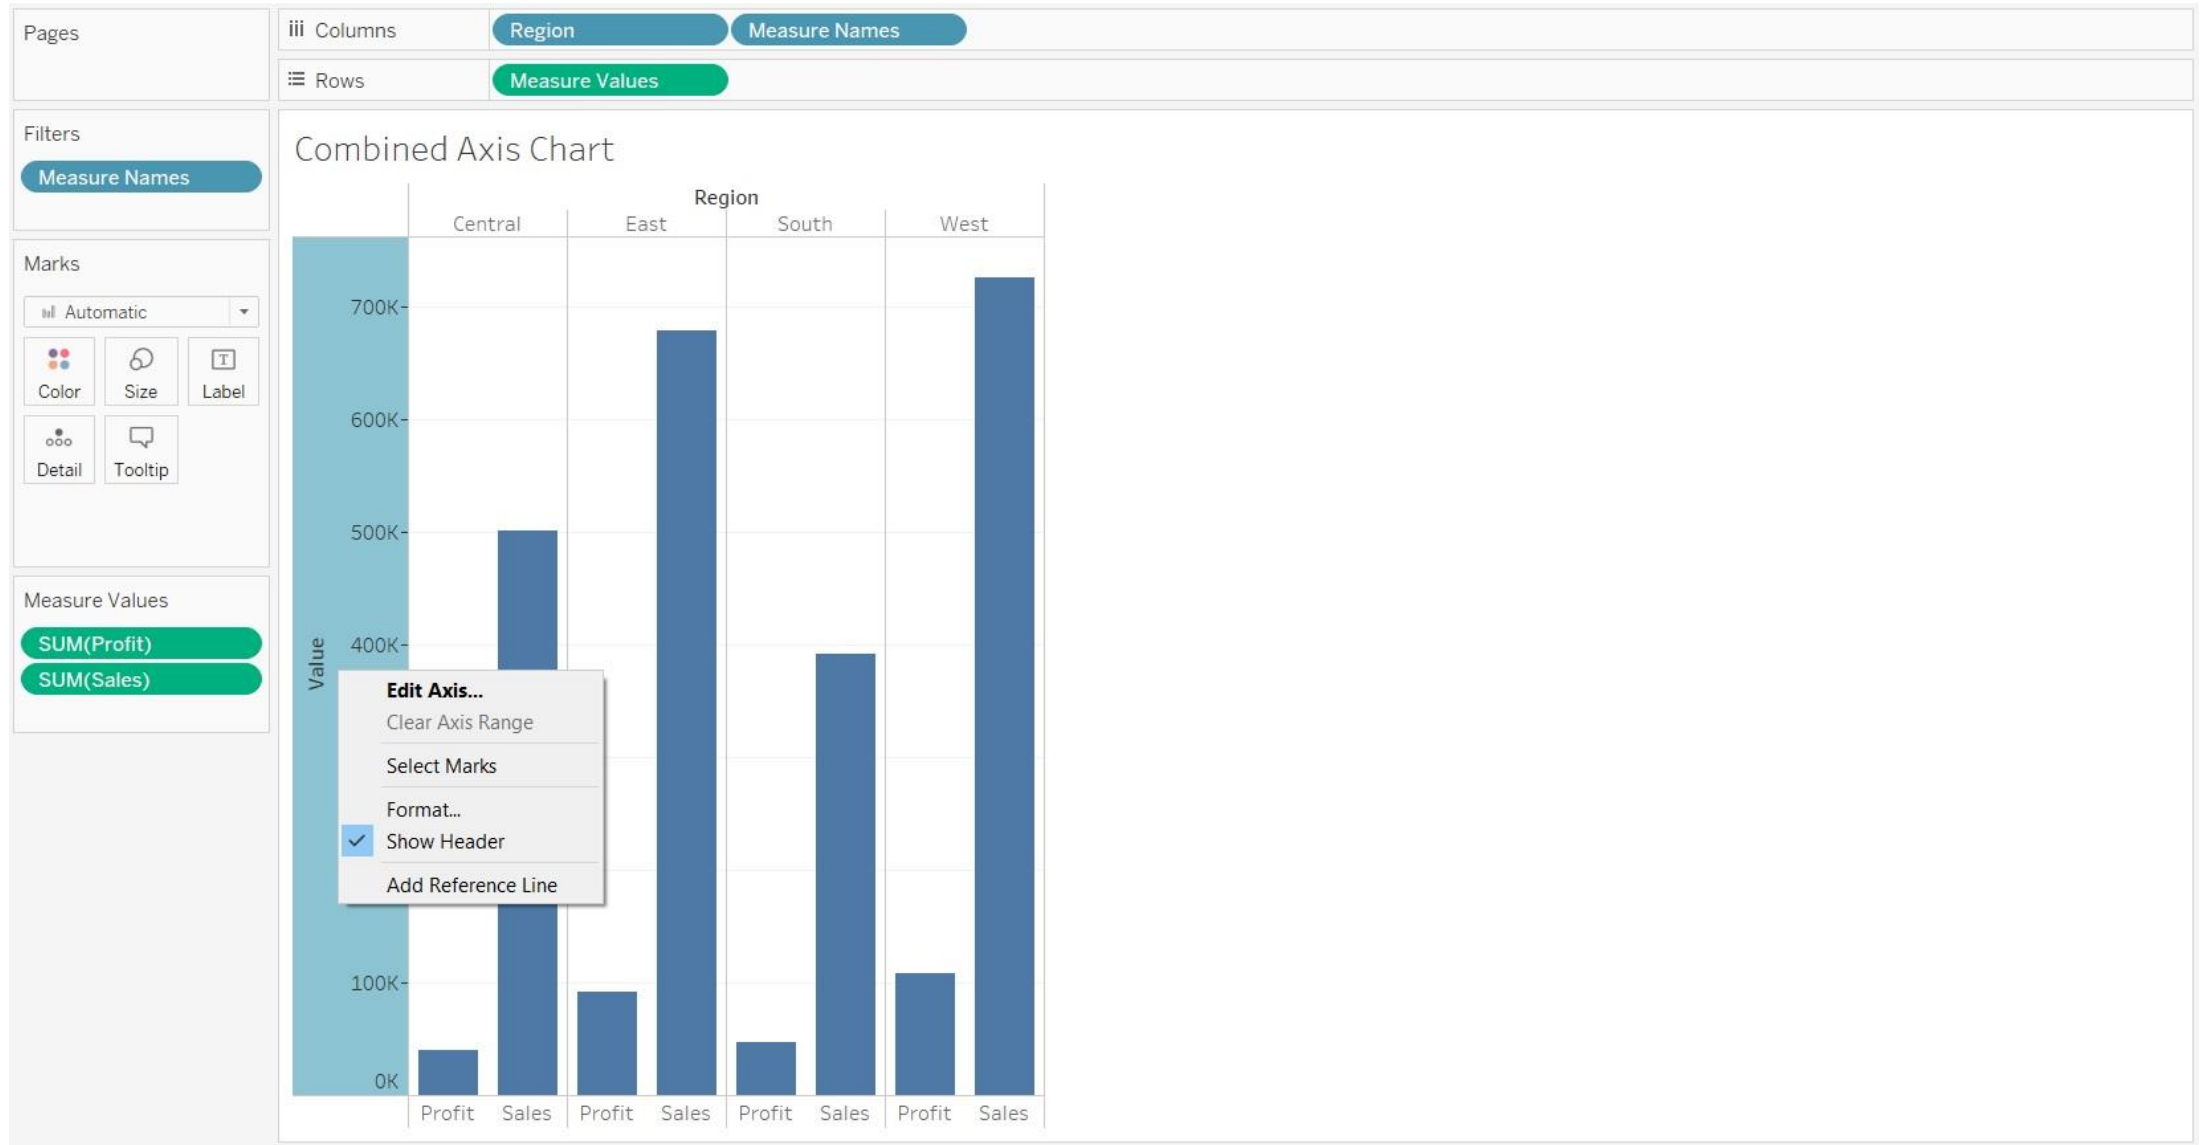 Pages
Columns
Region
Measure Names
Rows
Measure Values
Filters
Measure Names
Marks
Automatic
Color
Size
T
Label
Detail
Tooltip
Measure Values
SUM(Profit)
SUM(Sales)
Combined Axis Chart
Region
Central East South West
700K
600K
500K
400K
100K
0K
Value
Edit Axis...
Clear Axis Range
Select Marks
Format...
Show Header
Add Reference Line
Profit Sales Profit Sales Profit Sales Profit Sales